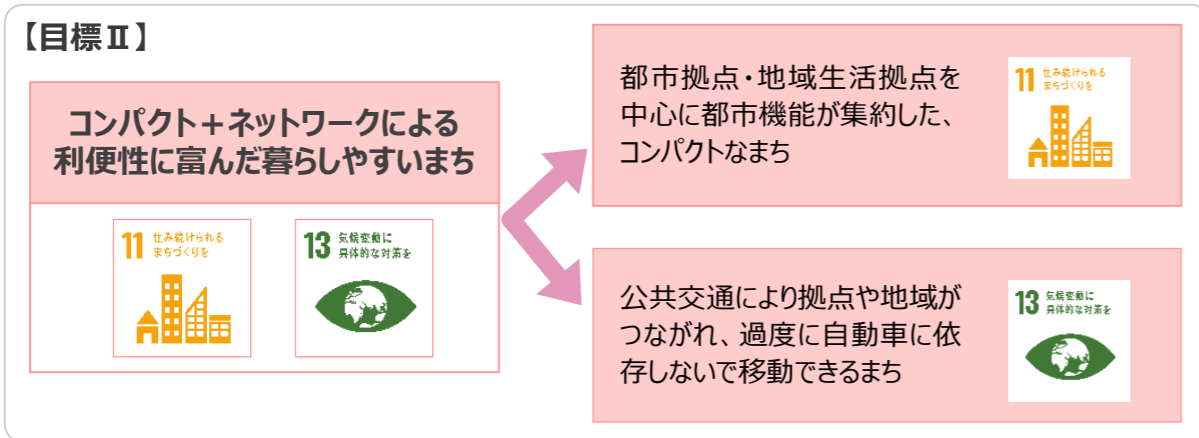 【目標Ⅱ】
コンパクト＋ネットワークによる
利便性に富んだ暮らしやすいまち
11 住み続けられる
まちづくりを
13 気候変動に
具体的な対策を
都市拠点・地域生活拠点を
中心に都市機能が集約した、
コンパクトなまち
11 住み続けられる
まちづくりを
公共交通により拠点や地域が
つながれ、過度に自動車に依
存しないで移動できるまち
13 気候変動に
具体的な対策を